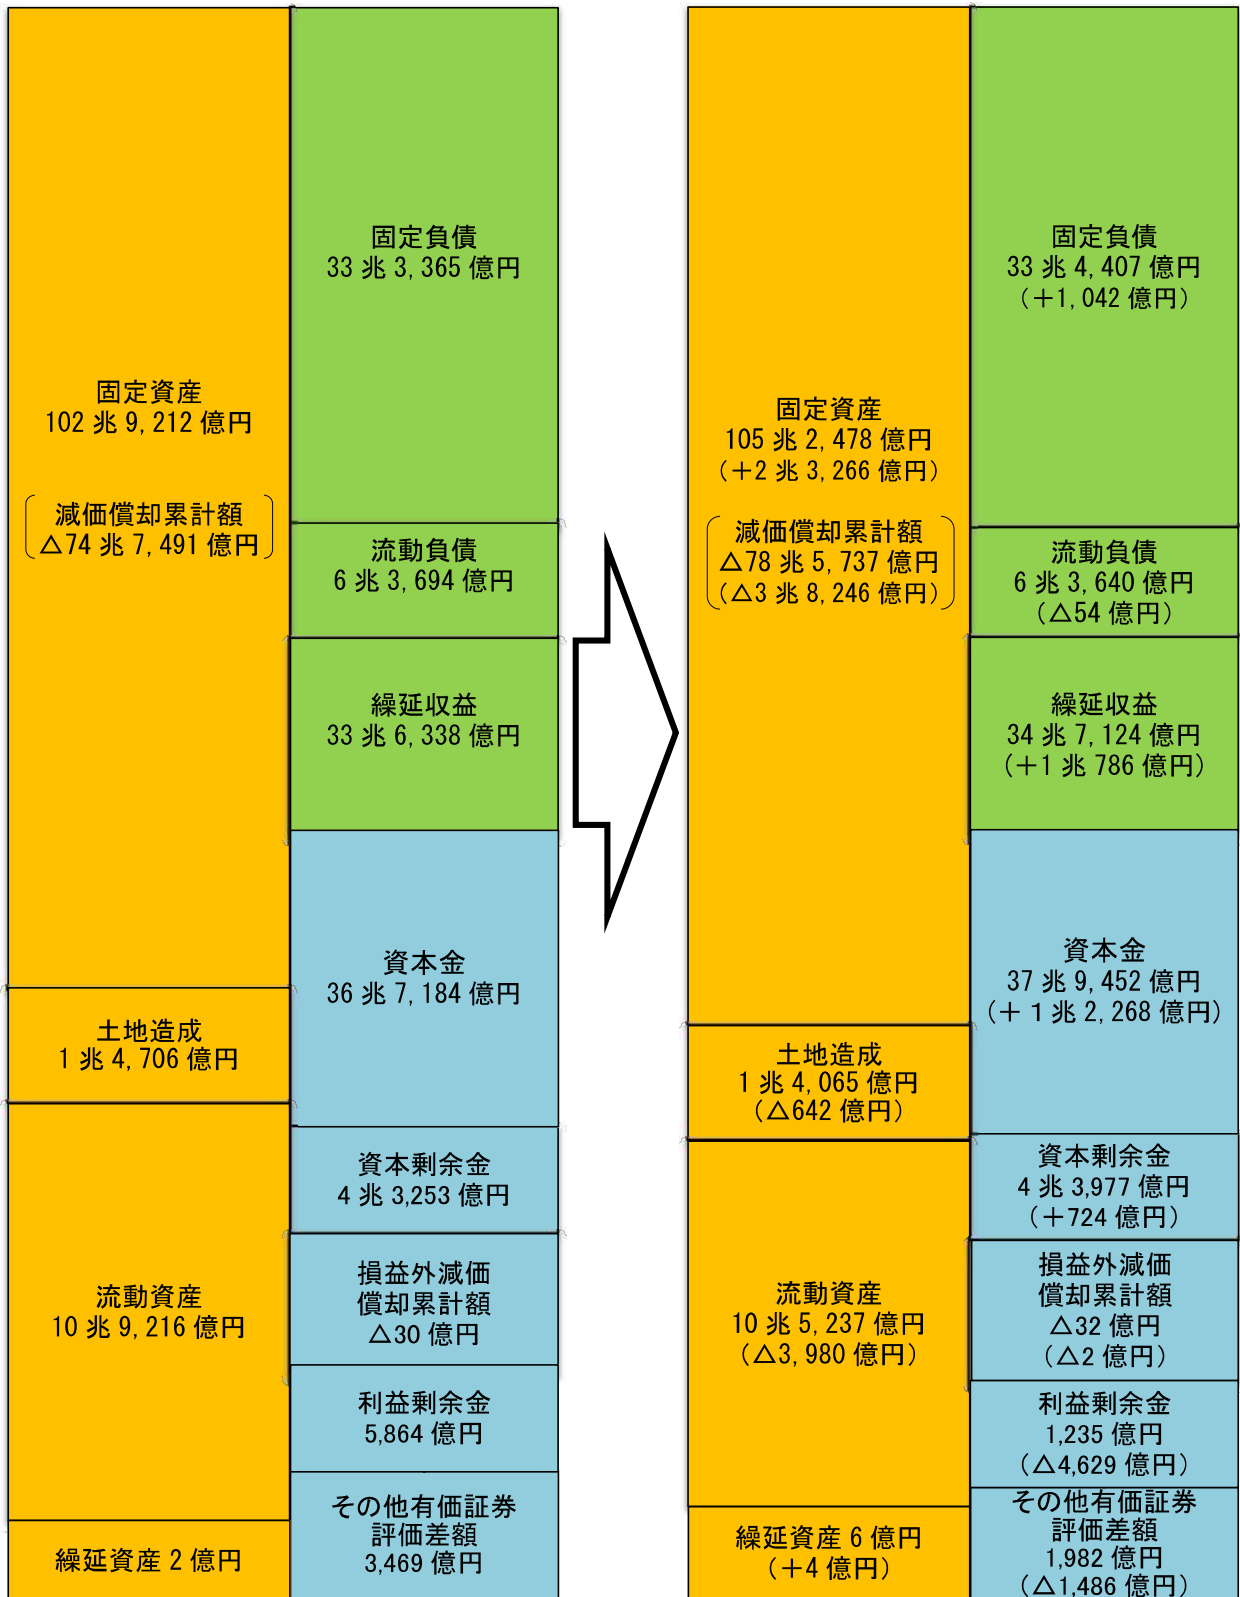 固定資産
102 兆 9,212 億円
減価償却累計額
△74 兆 7,491 億円
土地造成
1 兆 4,706 億円
流動資産
10 兆 9,216 億円
繰延資産 2 億円
固定負債
33 兆 3,365 億円
流動負債
6 兆 3,694 億円
繰延収益
33 兆 6,338 億円
資本金
36 兆 7,184 億円
資本剰余金
4 兆 3,253 億円
損益外減価
償却累計額
△30 億円
利益剰余金
5,864 億円
その他有価証券
評価差額
3,469 億円
固定資産
105 兆 2,478 億円
(+2 兆 3,266 億円)
減価償却累計額
△78 兆 5,737 億円
(△3 兆 8,246 億円)
土地造成
1 兆 4,065 億円
(△642 億円)
流動資産
10 兆 5,237 億円
(△3,980 億円)
繰延資産 6 億円
(+4 億円)
固定負債
33 兆 4,407 億円
(+1,042 億円)
流動負債
6 兆 3,640 億円
(△54 億円)
繰延収益
34 兆 7,124 億円
(+1 兆 786 億円)
資本金
37 兆 9,452 億円
(+ 1 兆 2,268 億円)
資本剰余金
4 兆 3,977 億円
(+724 億円)
損益外減価
償却累計額
△32 億円
(△2 億円)
利益剰余金
1,235 億円
(△4,629 億円)
その他有価証券
評価差額
1,982 億円
(△1,486 億円)